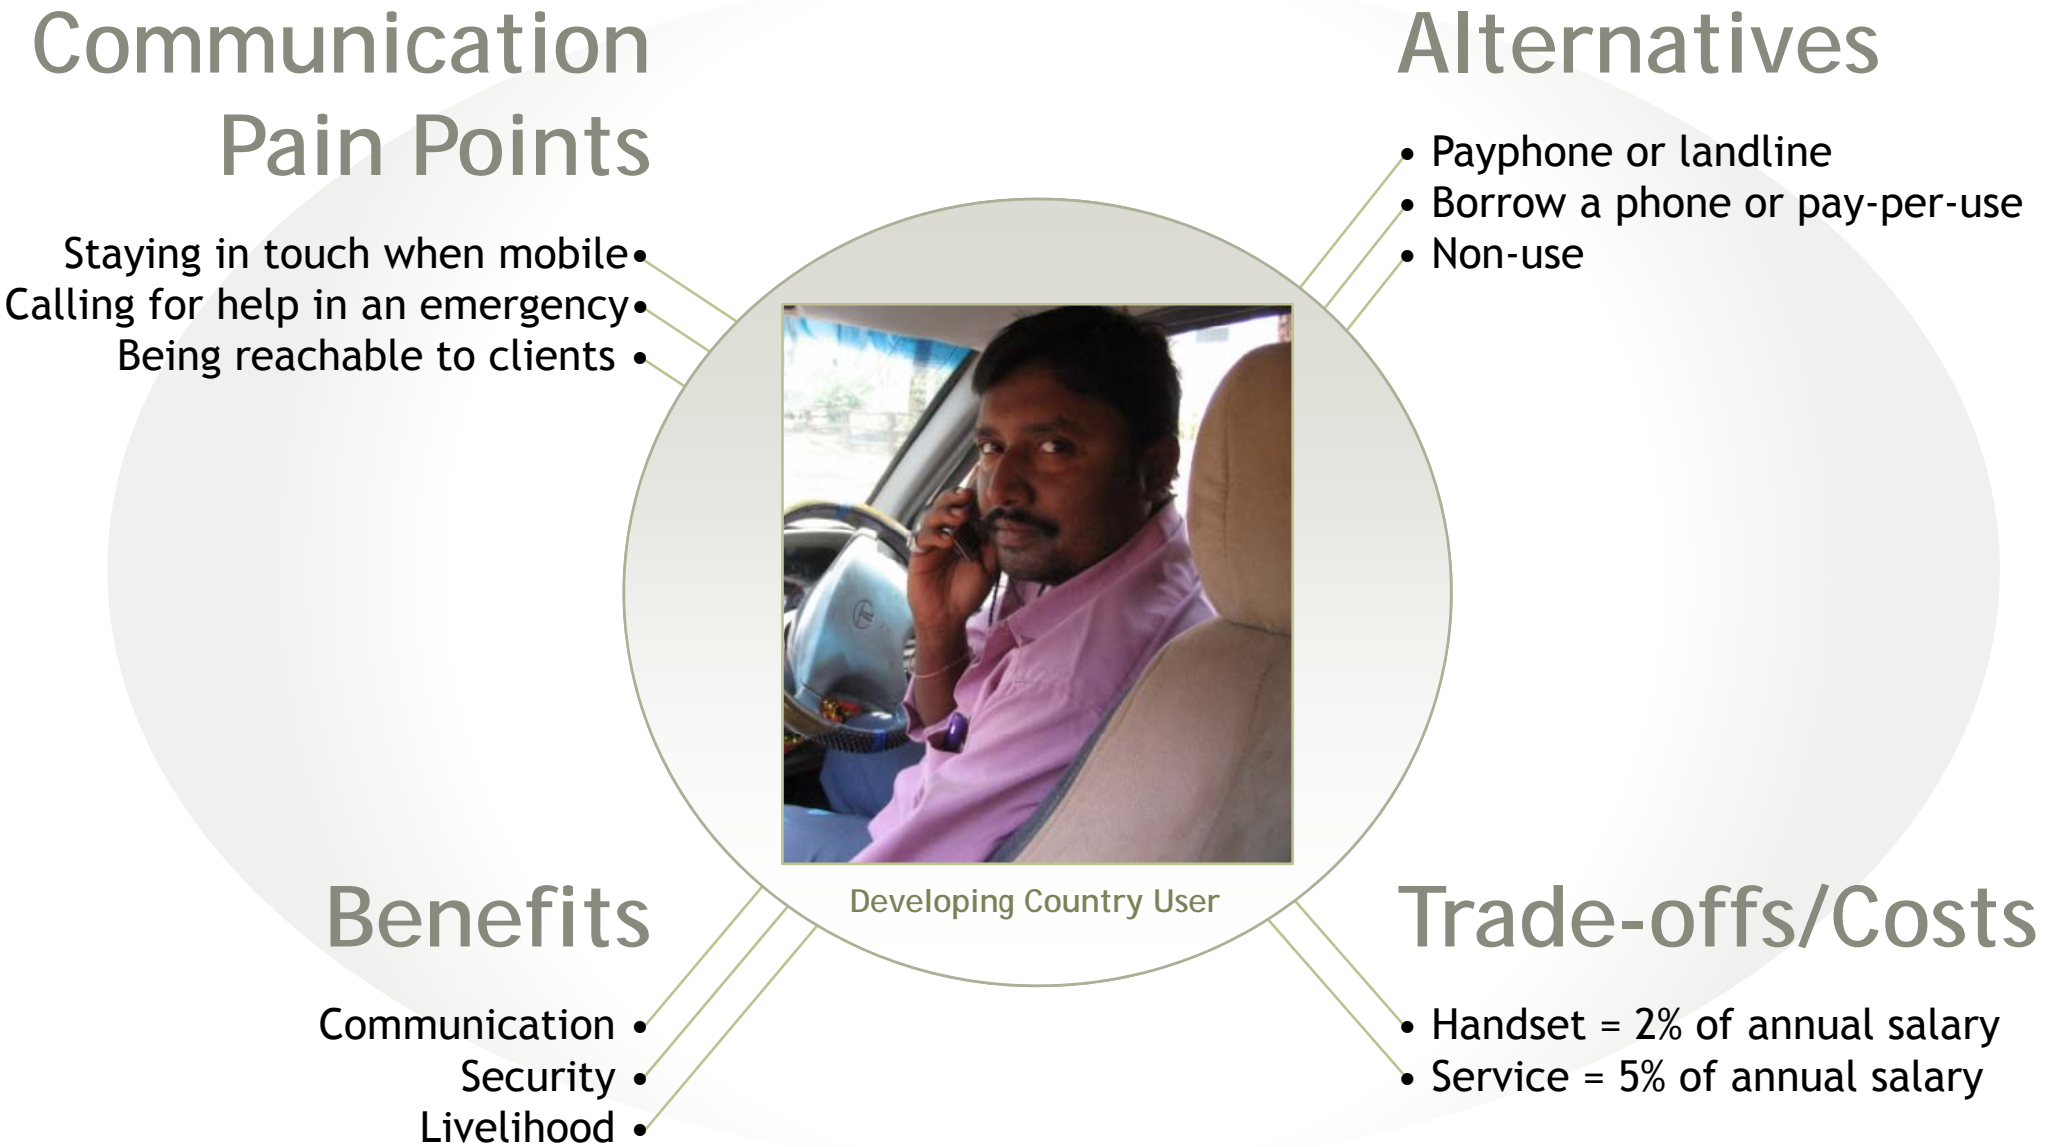 Communication
Pain Points
Staying in touch when mobile•
Calling for help in an emergency•
Being reachable to clients •
Alternatives
• Payphone or landline
• Borrow a phone or pay-per-use
• Non-use
Developing Country User
Benefits
Communication •
Security •
Livelihood •
Trade-offs/Costs
• Handset = 2% of annual salary
• Service = 5% of annual salary